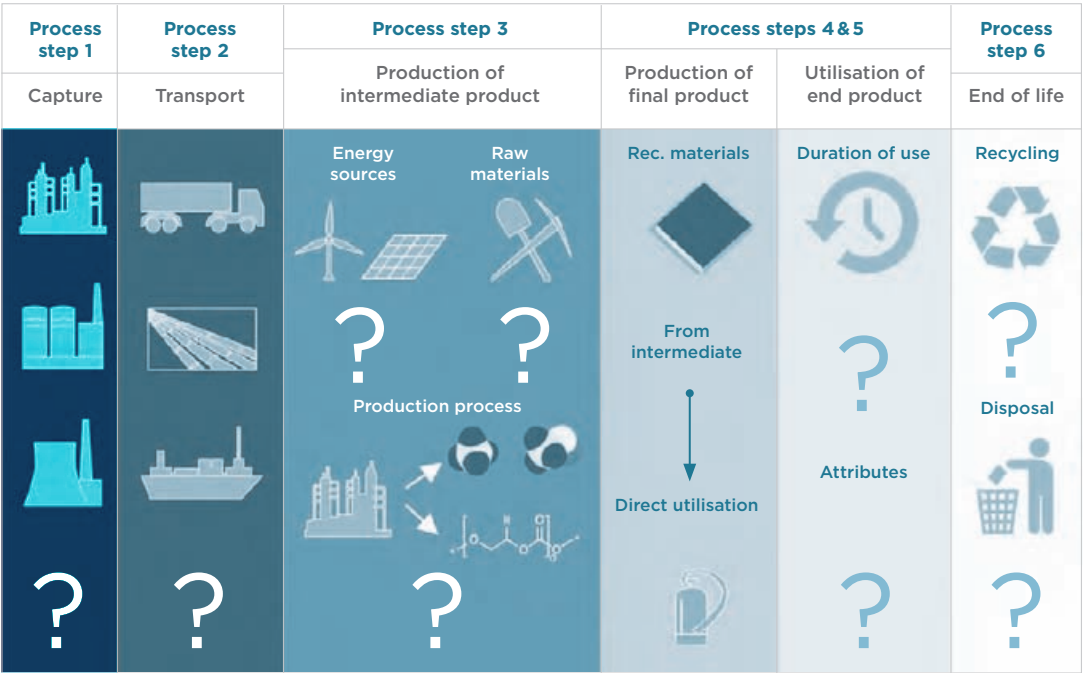 Process
step 1
Process
step 2
Process step 3
Process steps 4 & 5
Process
step 6
Capture
Transport
Production of
intermediate product
Production of
final product
Utilisation of
end product
End of life
Energy
sources
Raw
materials
Rec. materials
Duration of use
Recycling
?
?
?
From
intermediate
?
Production process
Disposal
Attributes
Direct utilisation
H
O
O
O
O
?
?
?
?
?